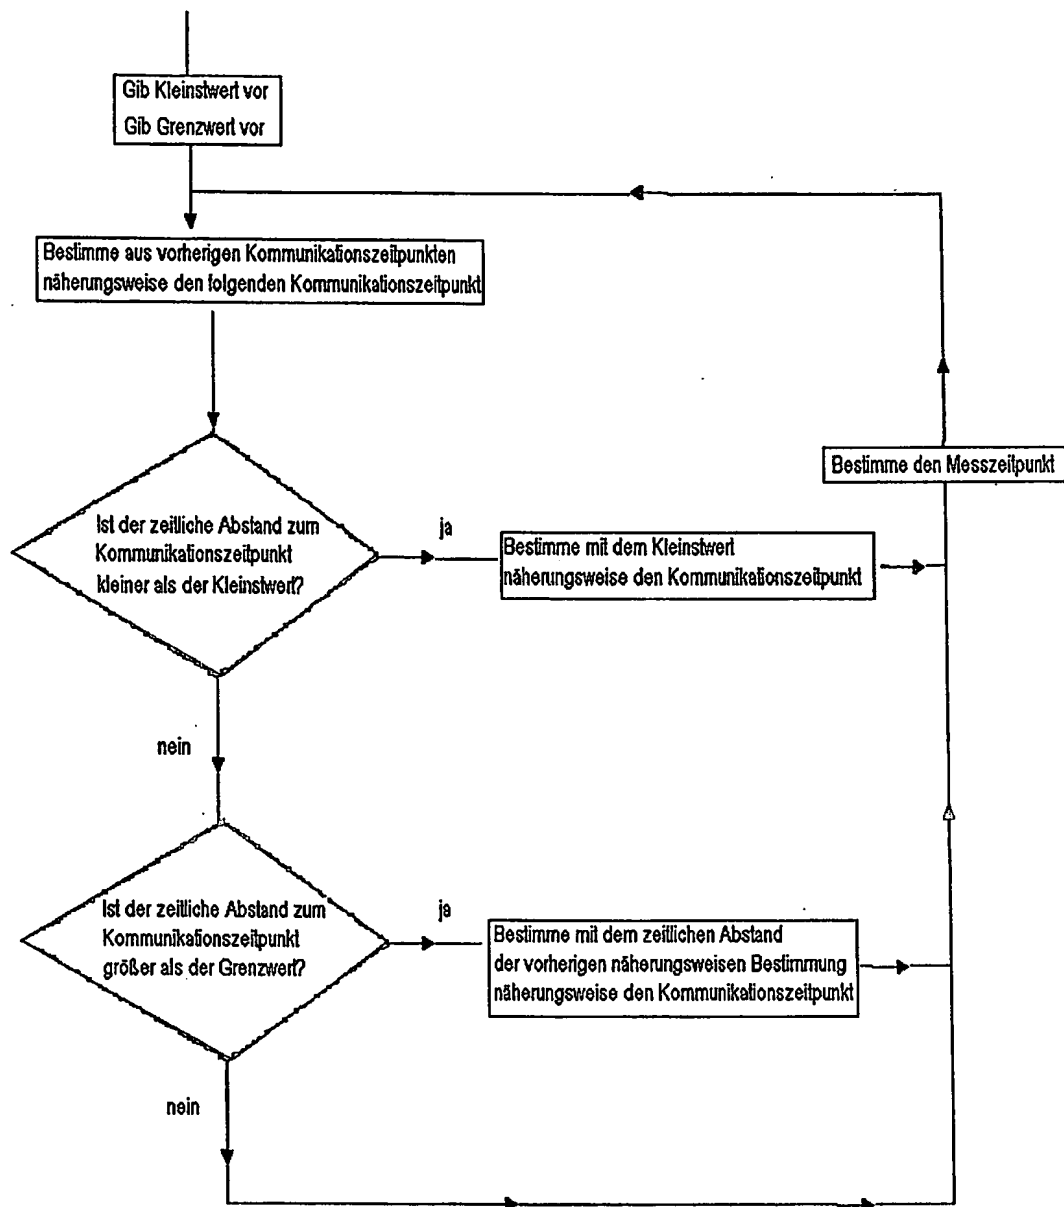 Gib Kleinstwert vor
Gib Grenzwert vor
Bestimme aus vorherigen Kommunikationszeitpunkten
näherungsweise den folgenden Kommunikationszeitpunkt
Bestimme den Messzeitpunkt
Ist der zeitliche Abstand zum
Kommunikationszeitpunkt
kleiner als der Kleinstwert?
ja
Bestimme mit dem Kleinstwert
näherungsweise den Kommunikationszeitpunkt
nein
Ist der zeitliche Abstand zum
Kommunikationszeitpunkt
größer als der Grenzwert?
ja
Bestimme mit dem zeitlichen Abstand
der vorherigen näherungsweisen Bestimmung
näherungsweise den Kommunikationszeitpunkt
nein